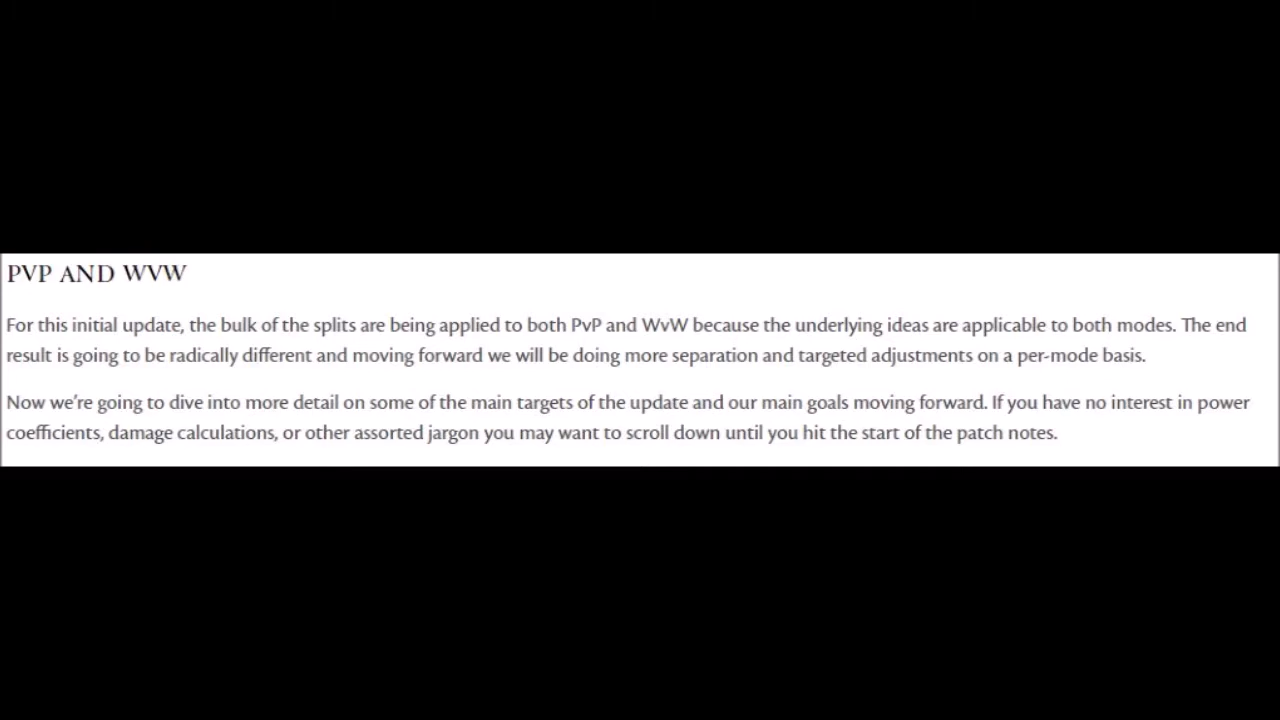 PVP AND WVW
For this initial update, the bulk of the splits are being applied to both PvP and WvW because the underlying ideas are applicable to both modes. The end
result is going to be radically different and moving forward we will be doing more separation and targeted adjustments on a per-mode basis.
Now we're going to dive into more detail on some of the main targets of the update and our main goals moving forward. If you have no interest in power
coefficients, damage calculations, or other assorted jargon you may want to scroll down until you hit the start of the patch notes.